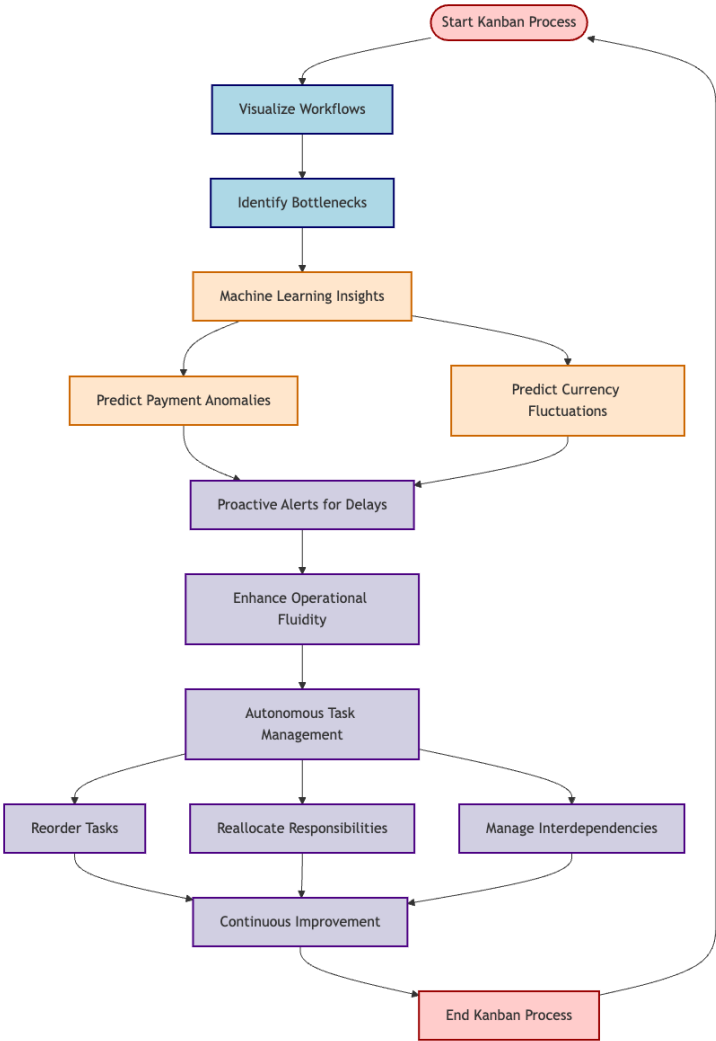 Start Kanban Process
Visualize Workflows
Identify Bottlenecks
Machine Learning Insights
Predict Payment Anomalies
Predict Currency
Fluctuations
Proactive Alerts for Delays
Enhance Operational
Fluidity
Autonomous Task
Management
Reorder Tasks
Reallocate Responsibilities
Manage Interdependencies
Continuous Improvement
End Kanban Process